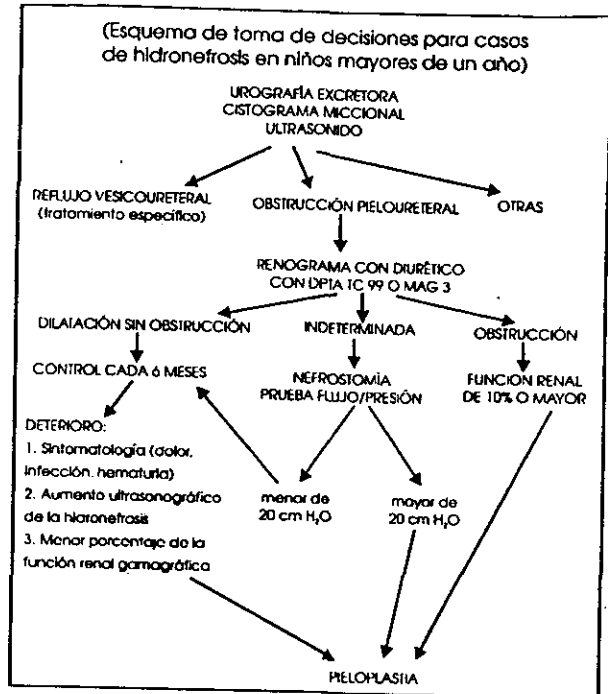 (Esquema de toma de decisiones para casos
de hidronefrosis en niños mayores de un año)
UROGRAFÍA EXCRETORA
CISTOGRAMA MICCIONAL
ULTRASONIDO
REFLUJO VESICOURETERAL
(tratamiento específico)
OBSTRUCCIÓN PIELOURETERAL
OTRAS
RENOGRAMA CON DIURÉTICO
CON DPTA TC 99 O MAG 3
DILATACIÓN SIN OBSTRUCCIÓN
INDETERMINADA
OBSTRUCCIÓN
CONTROL CADA 6 MESES
NEFROSTOMÍA
PRUEBA FLUJO/PRESIÓN
FUNCION RENAL
DE 10% O MAYOR
DETERIORO:
1. Sintomatología (dolor,
infección, hematuria)
2. Aumento ultrasonográfico
de la hidronefrosis
3. Menor porcentaje de la
función renal gamagráfica
menor de
20 cm H₂O
mayor de
20 cm H₂O
PIELOPLASTIA